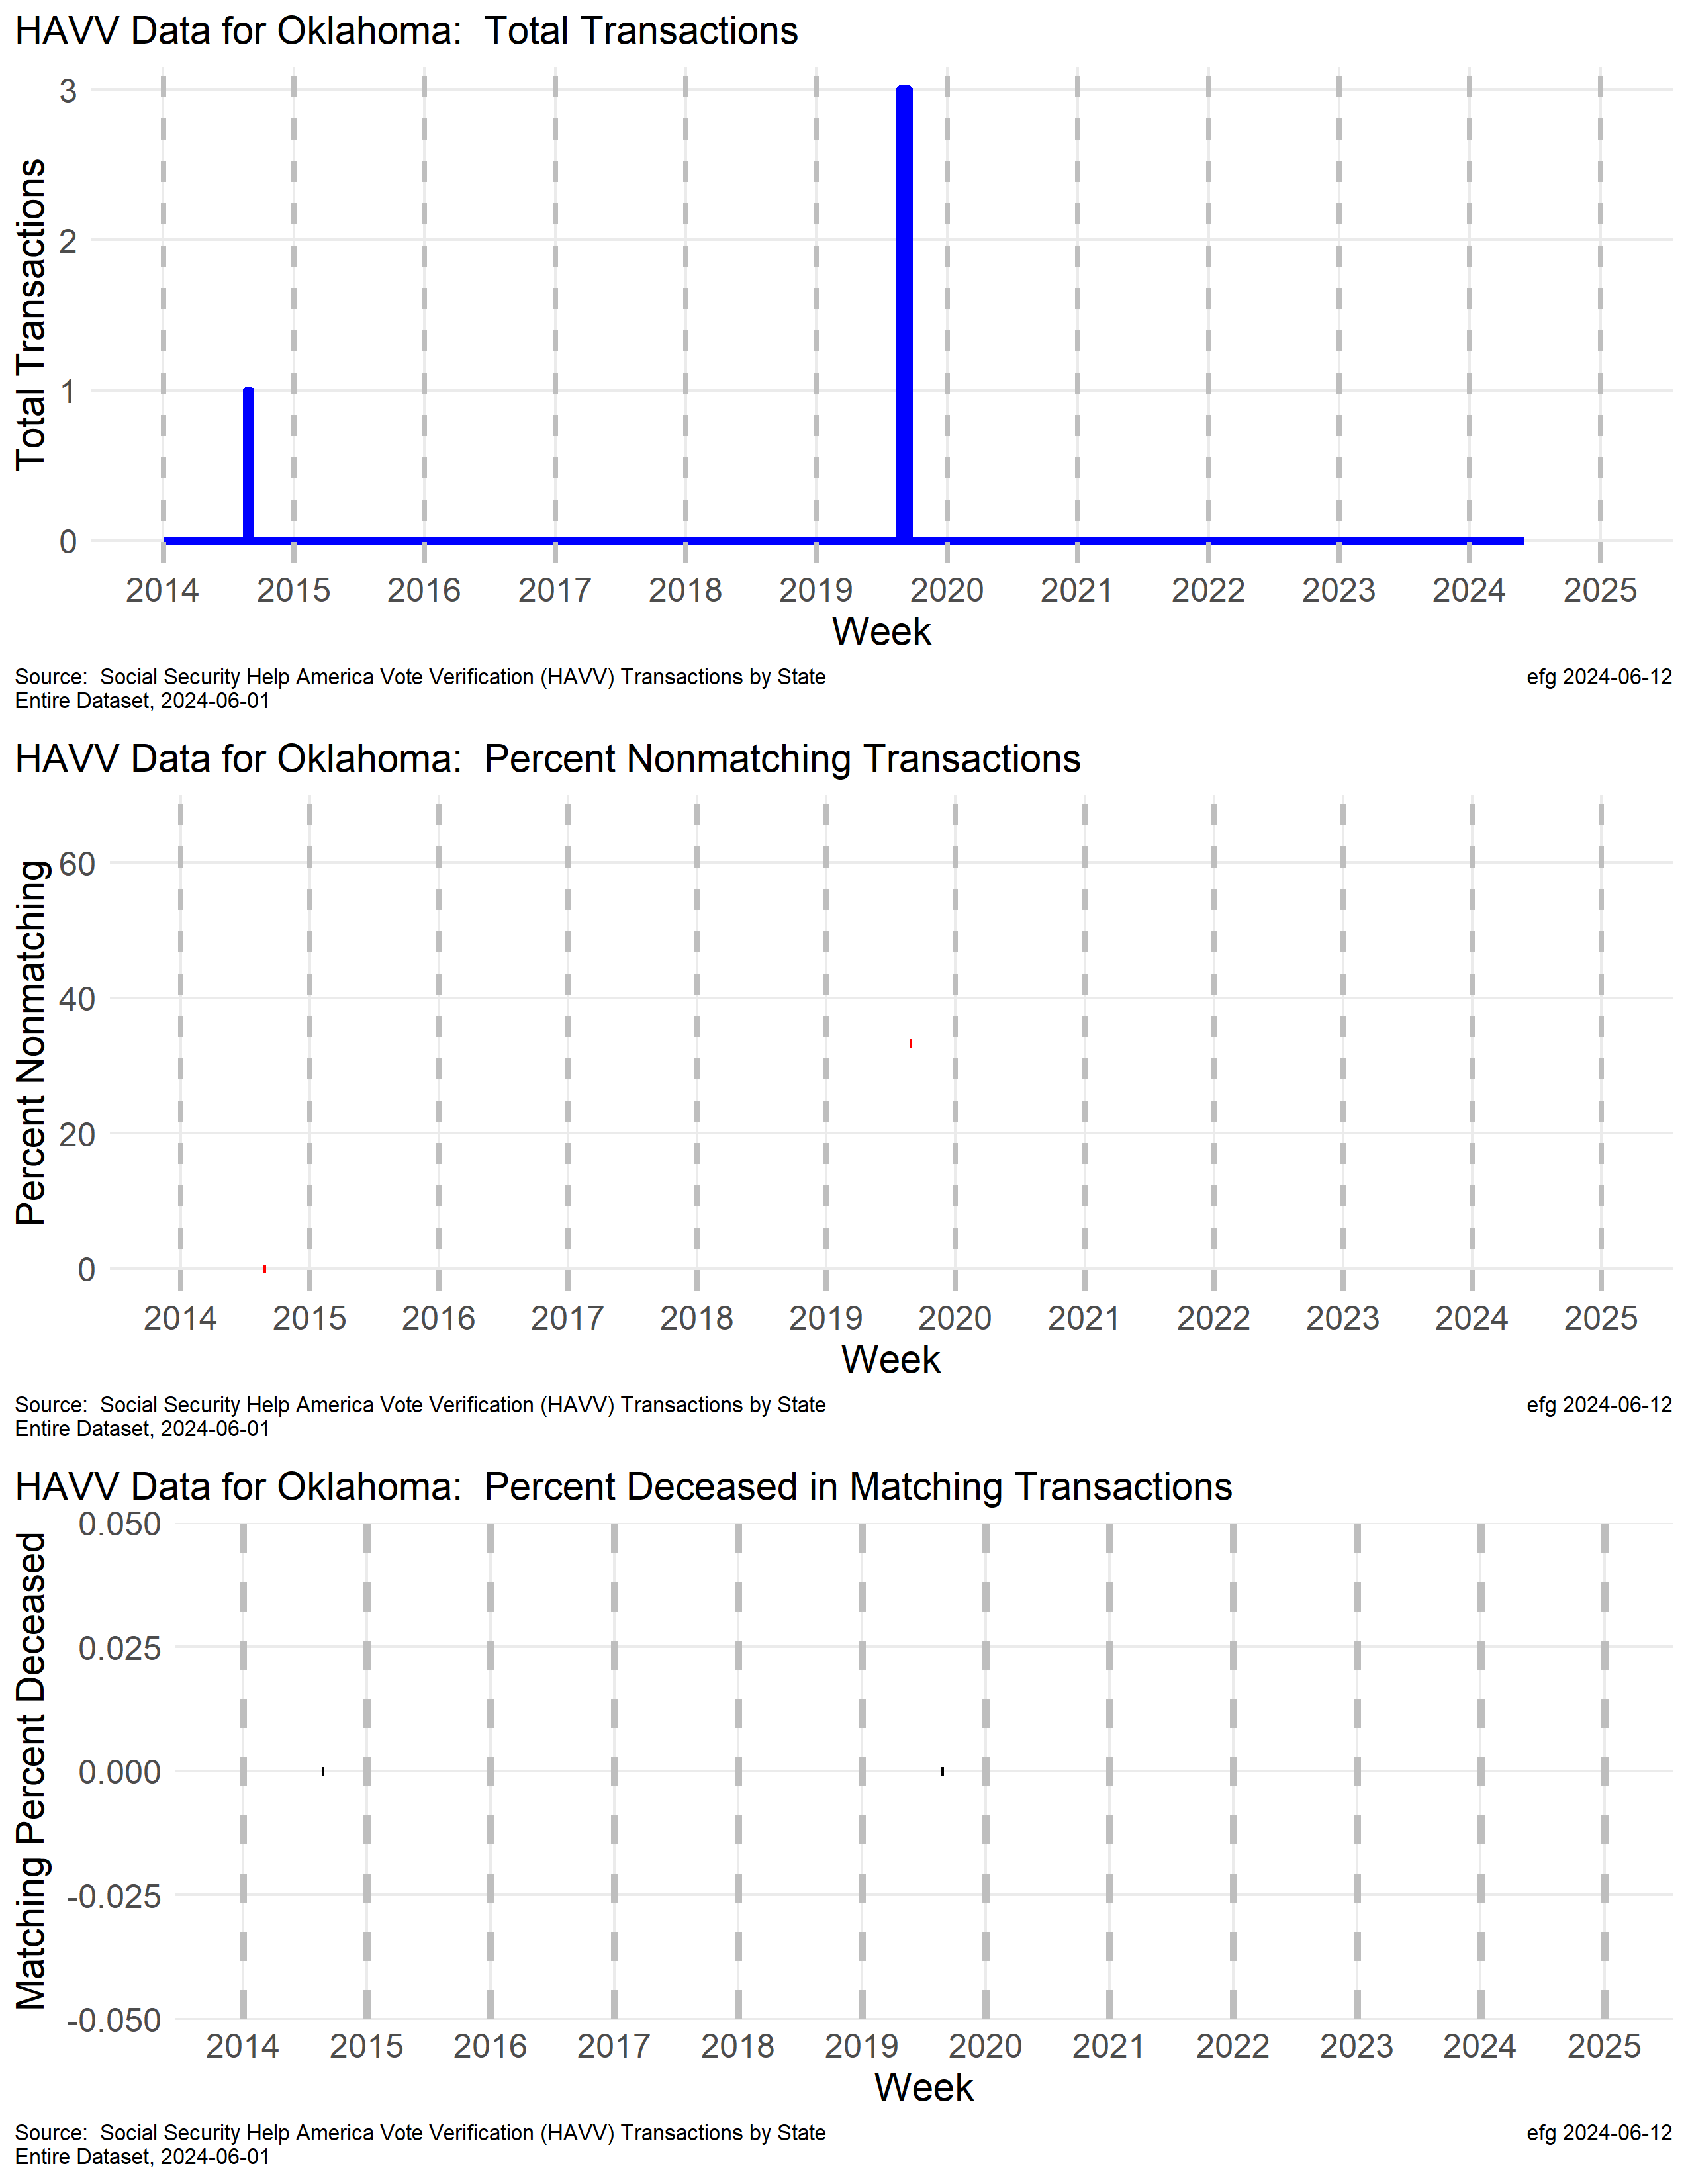 HAVV Data for Oklahoma:  Total Transactions
Total Transactions
3
2
1
0
2014 2015 2016 2017 2018 2019 2020 2021 2022 2023 2024 2025
Week
Source:  Social Security Help America Vote Verification (HAVV) Transactions by State
Entire Dataset, 2024-06-01
efg 2024-06-12
HAVV Data for Oklahoma:  Percent Nonmatching Transactions
Percent Nonmatching
60
40
20
0
2014 2015 2016 2017 2018 2019 2020 2021 2022 2023 2024 2025
Week
Source:  Social Security Help America Vote Verification (HAVV) Transactions by State
Entire Dataset, 2024-06-01
efg 2024-06-12
HAVV Data for Oklahoma:  Percent Deceased in Matching Transactions
Matching Percent Deceased
0.050
0.025
0.000
-0.025
-0.050
2014 2015 2016 2017 2018 2019 2020 2021 2022 2023 2024 2025
Week
Source:  Social Security Help America Vote Verification (HAVV) Transactions by State
Entire Dataset, 2024-06-01
efg 2024-06-12